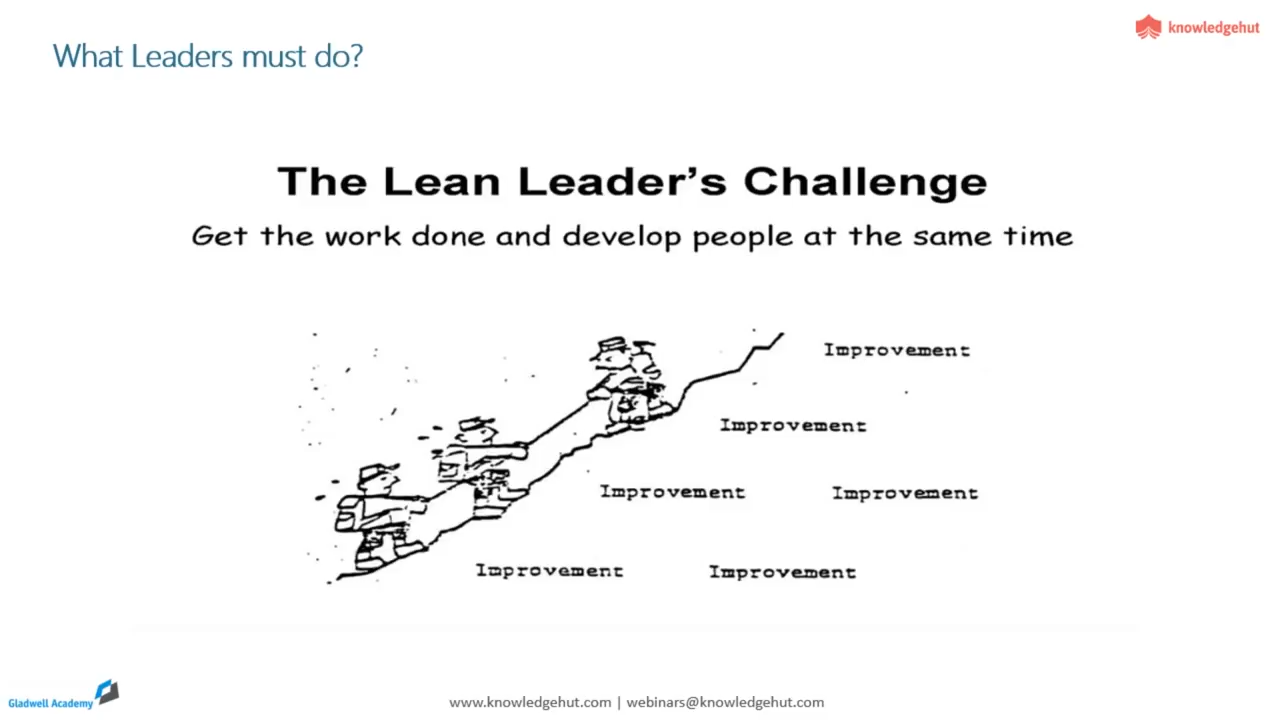 knowledgehut
What Leaders must do?
The Lean Leader's Challenge
Get the work done and develop people at the same time
Improvement
Improvement
Improvement Improvement
Improvement Improvement
Gladwell Academy
www.knowledgehut.com | webinars@knowledgehut.com